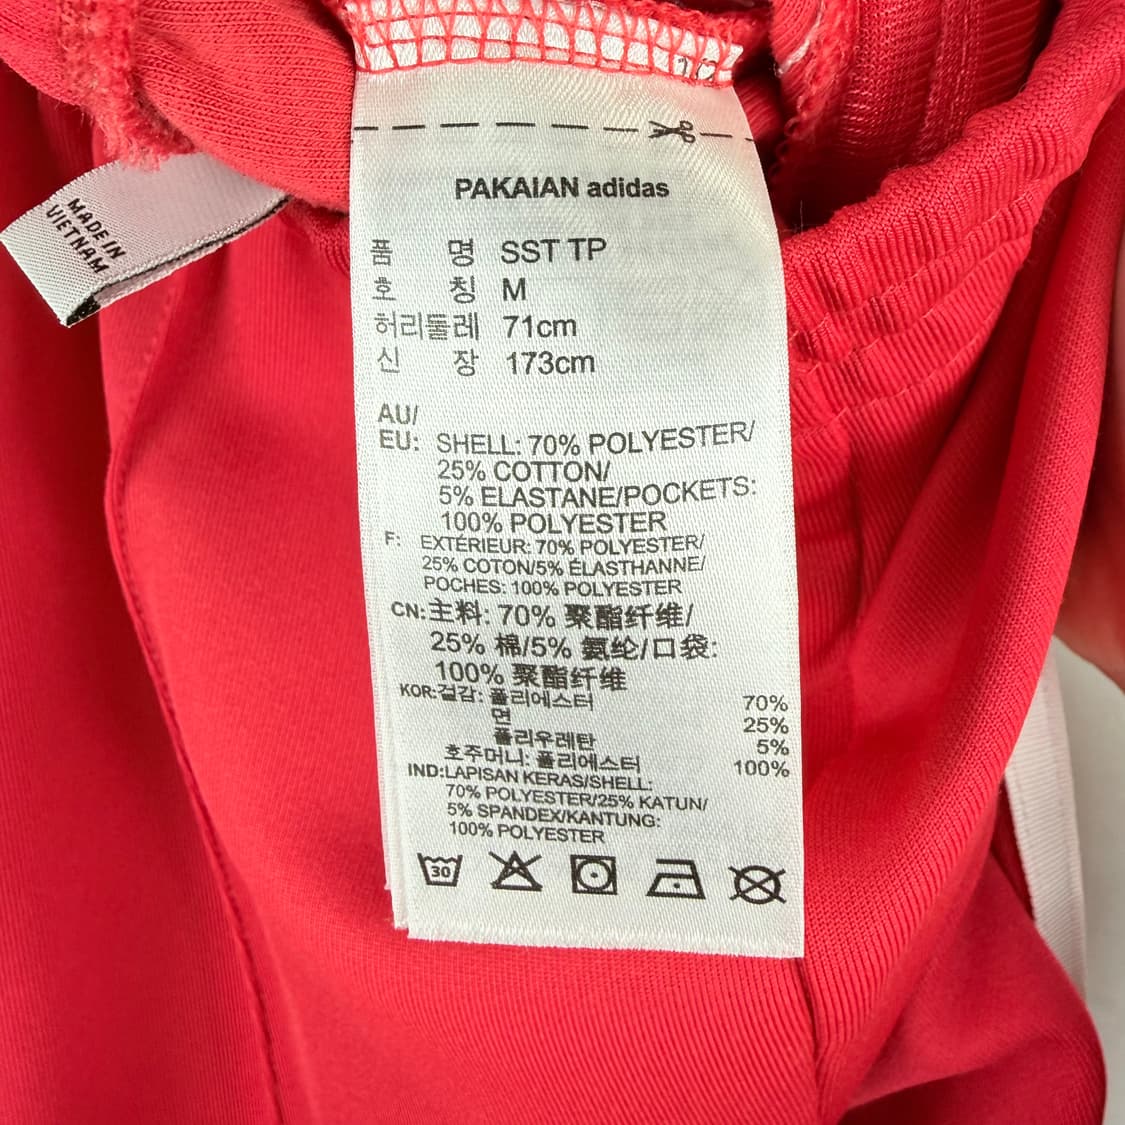 1/2
PAKAIAN adidas
MADE IN
VIETNAM
품 명 SST TP
호 칭 M
허리둘레 71cm
신 장 173cm
AU/
EU: SHELL: 70% POLYESTER/
25% COTTON/
5% ELASTANE/POCKETS:
100% POLYESTER
F: EXTÉRIEUR: 70% POLYESTER/
25% COTON/5% ÉLASTHANNE/
POCHES: 100% POLYESTER
CN: 主料: 70% 聚酯纤维/
25% 棉/5% 氨纶/口袋:
100% 聚酯纤维
KOR: 겉감: 폴리에스터 70%
면 25%
폴리우레탄 5%
호주머니: 폴리에스터 100%
IND: LAPISAN KERAS/SHELL:
70% POLYESTER/25% KATUN/
5% SPANDEX/KANTUNG:
100% POLYESTER
30